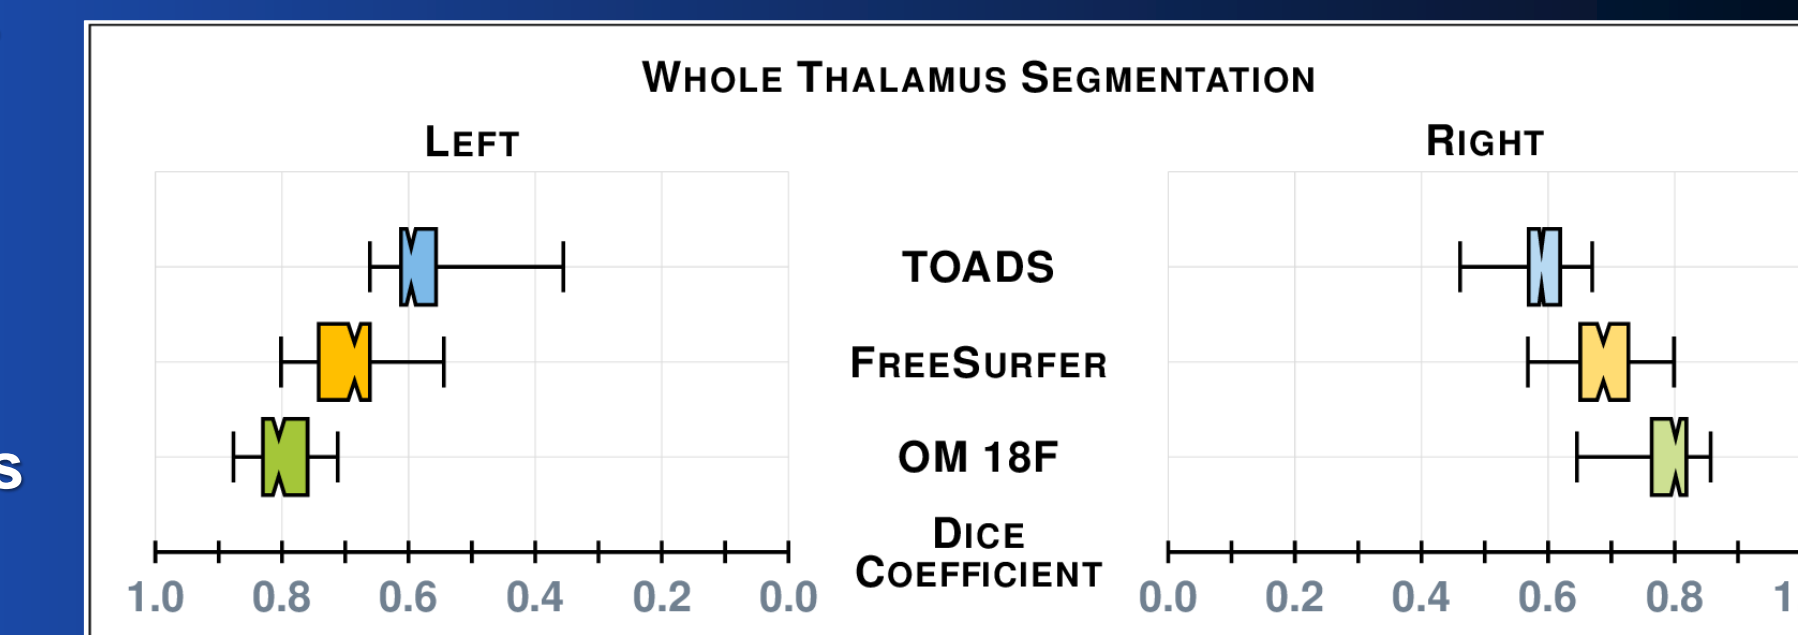 WHOLE THALAMUS SEGMENTATION
LEFT
RIGHT
TOADS
FREESURFER
s
OM 18F
DICE
COEFFICIENT
1.0 0.8 0.6 0.4 0.2 0.0
0.0 0.2 0.4 0.6 0.8 1